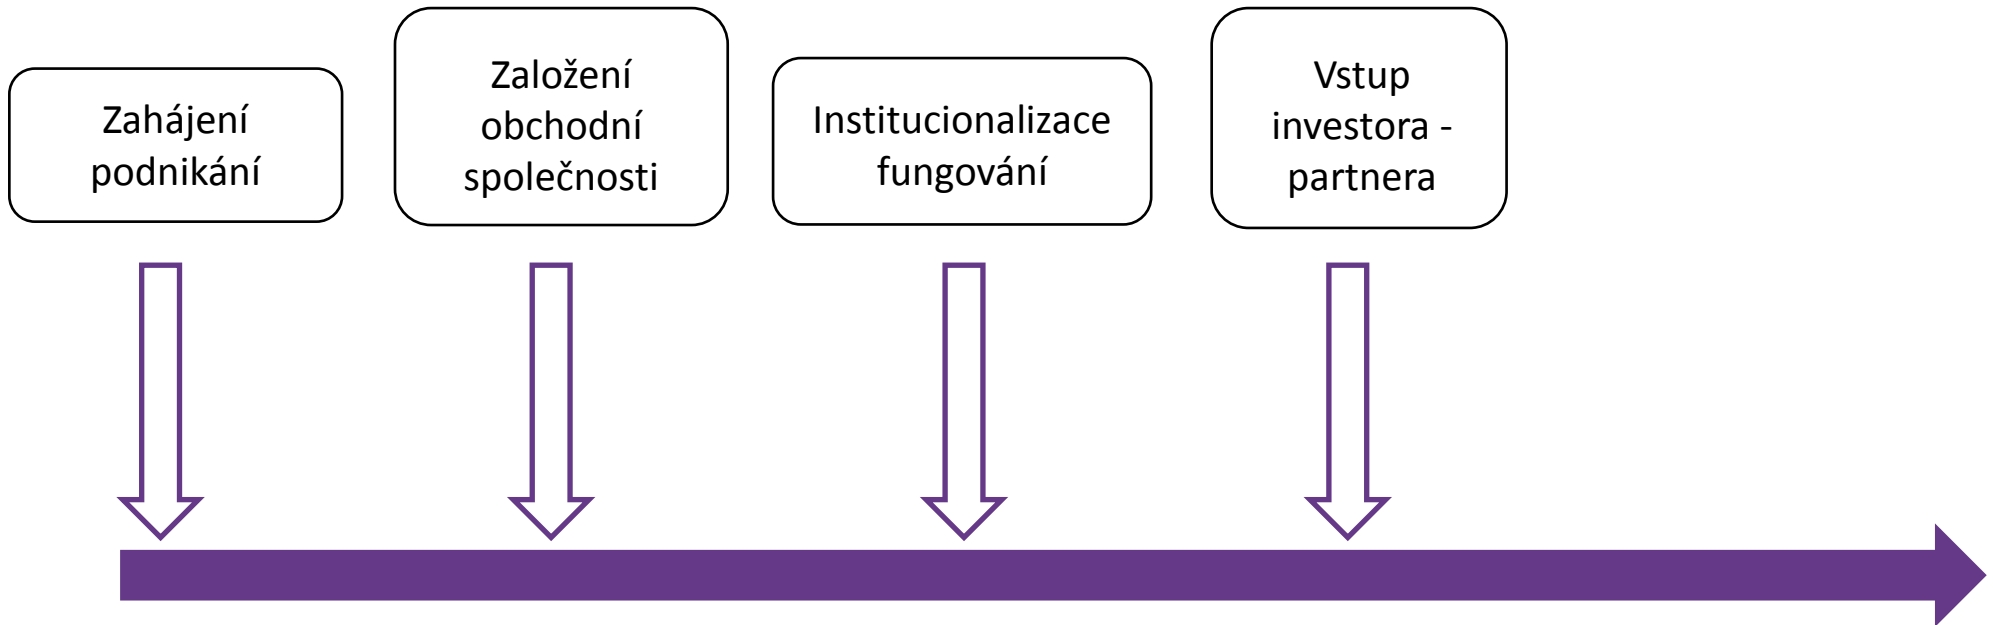 Zahájení
podnikání
Založení
obchodní
společnosti
Institucionalizace
fungování
Vstup
investora -
partnera